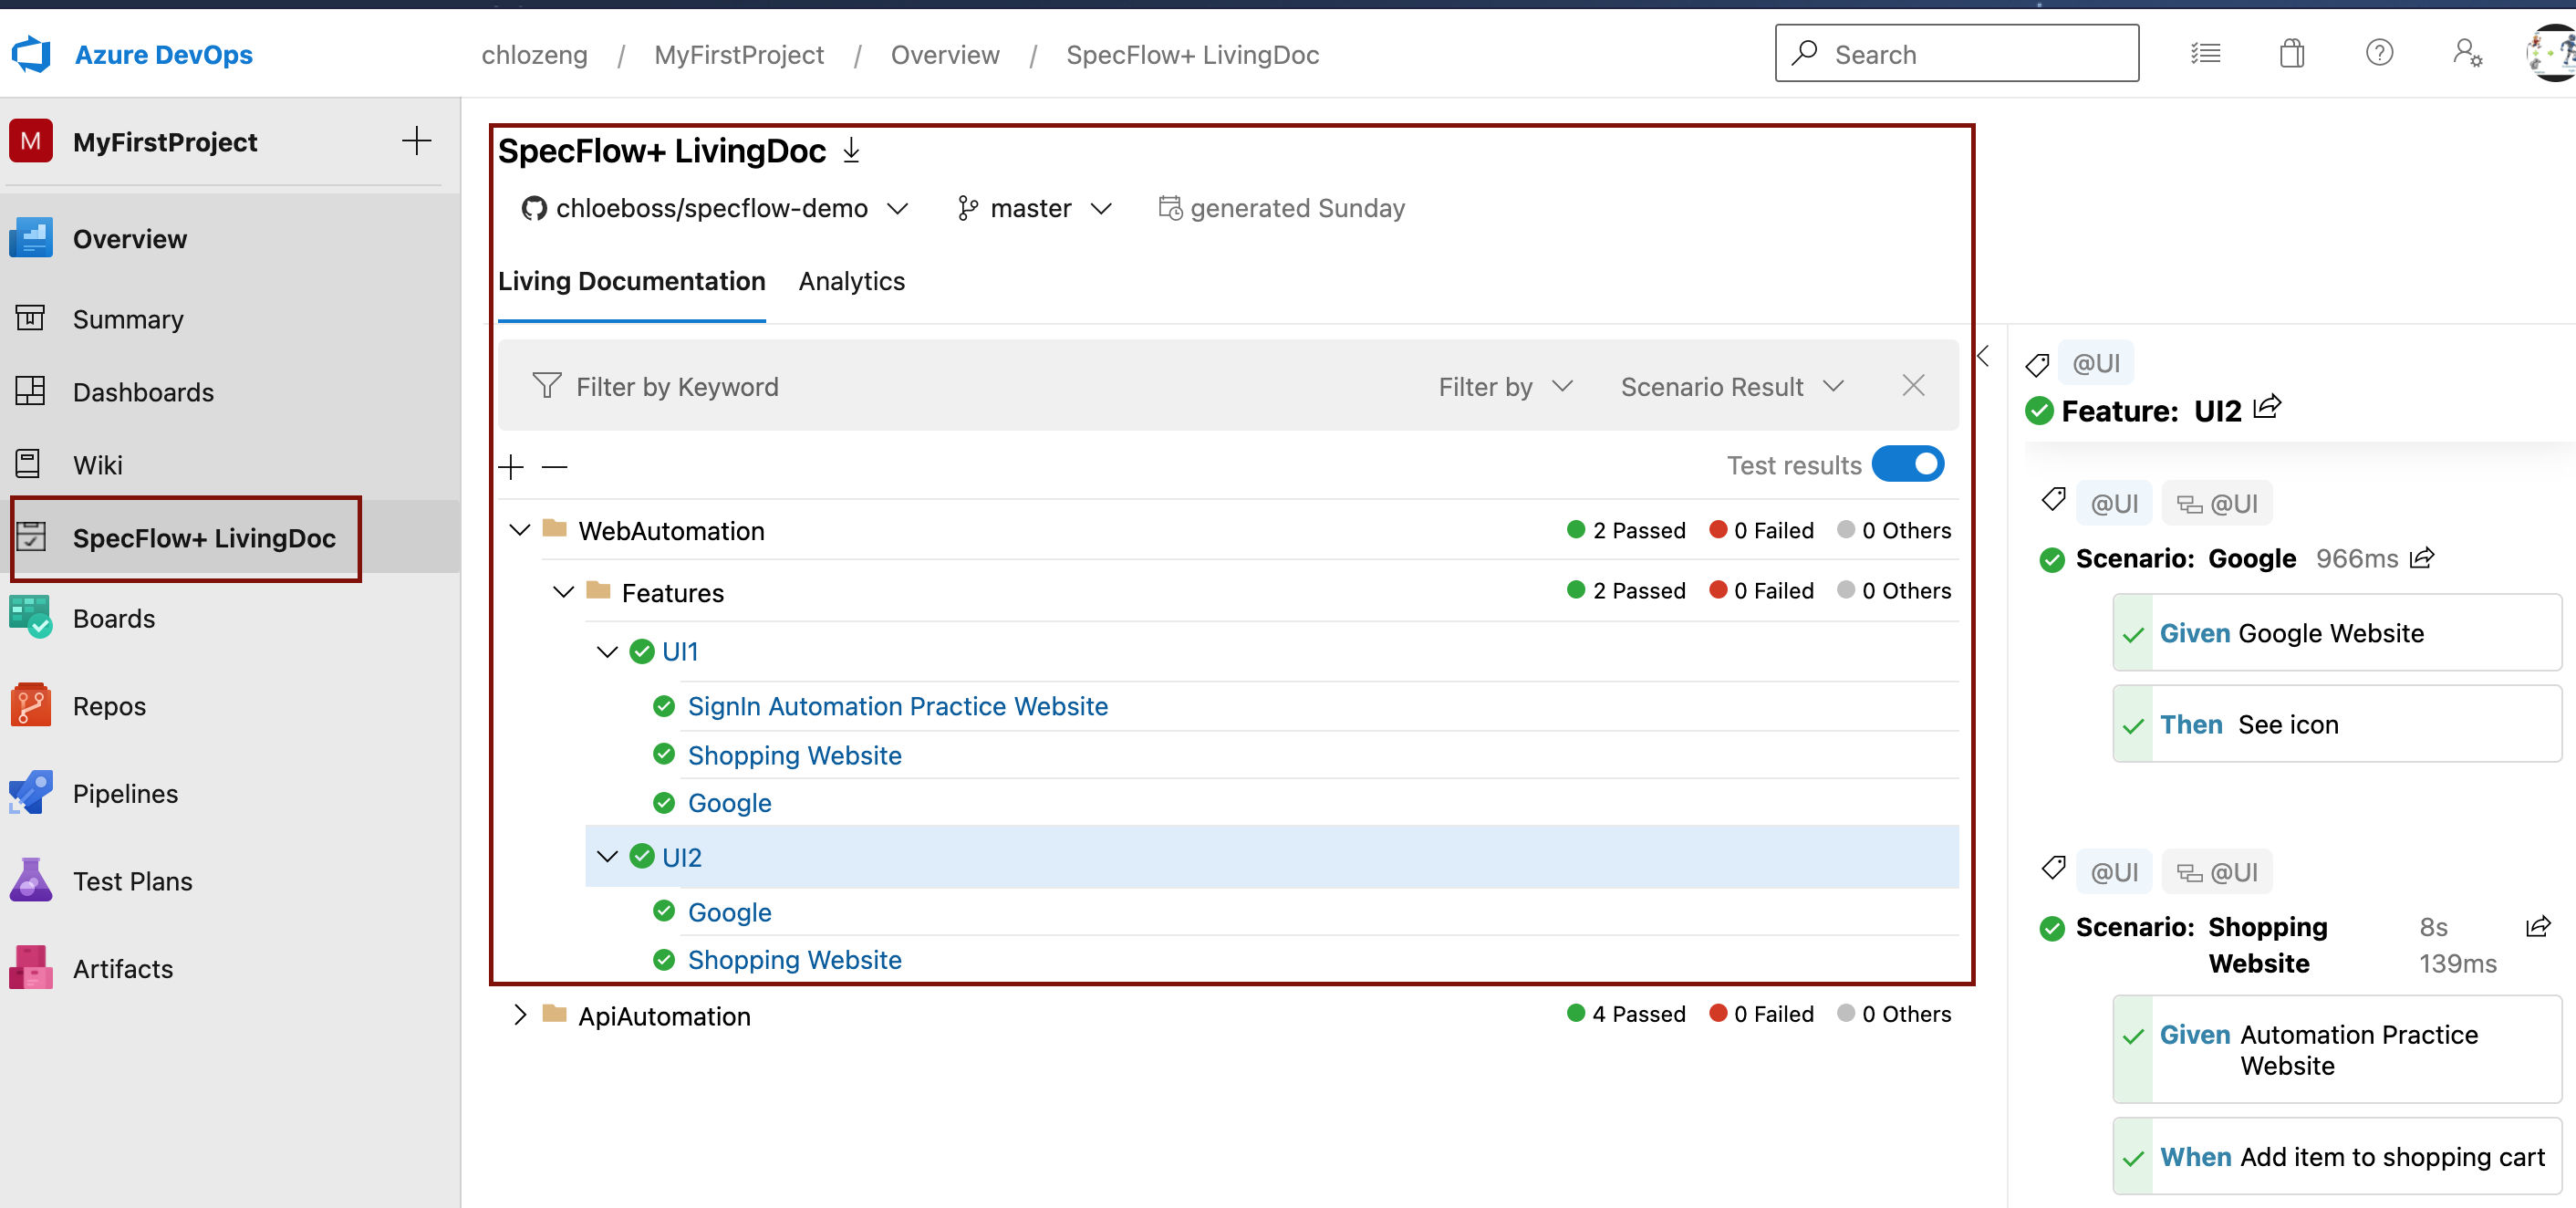 Azure DevOps
chlozeng / MyFirstProject / Overview / SpecFlow+ LivingDoc
Search
M MyFirstProject
Overview
Summary
Dashboards
Wiki
SpecFlow+ LivingDoc
Boards
Repos
Pipelines
Test Plans
Artifacts
SpecFlow+ LivingDoc
chloeboss/specflow-demo master generated Sunday
Living Documentation Analytics
Filter by Keyword Filter by Scenario Result
Test results
WebAutomation 2 Passed 0 Failed 0 Others
Features 2 Passed 0 Failed 0 Others
UI1
SignIn Automation Practice Website
Shopping Website
Google
UI2
Google
Shopping Website
ApiAutomation 4 Passed 0 Failed 0 Others
@UI
Feature: UI2
@UI @UI
Scenario: Google 966ms
Given Google Website
Then See icon
@UI @UI
Scenario: Shopping 8s
Website 139ms
Given Automation Practice
Website
When Add item to shopping cart